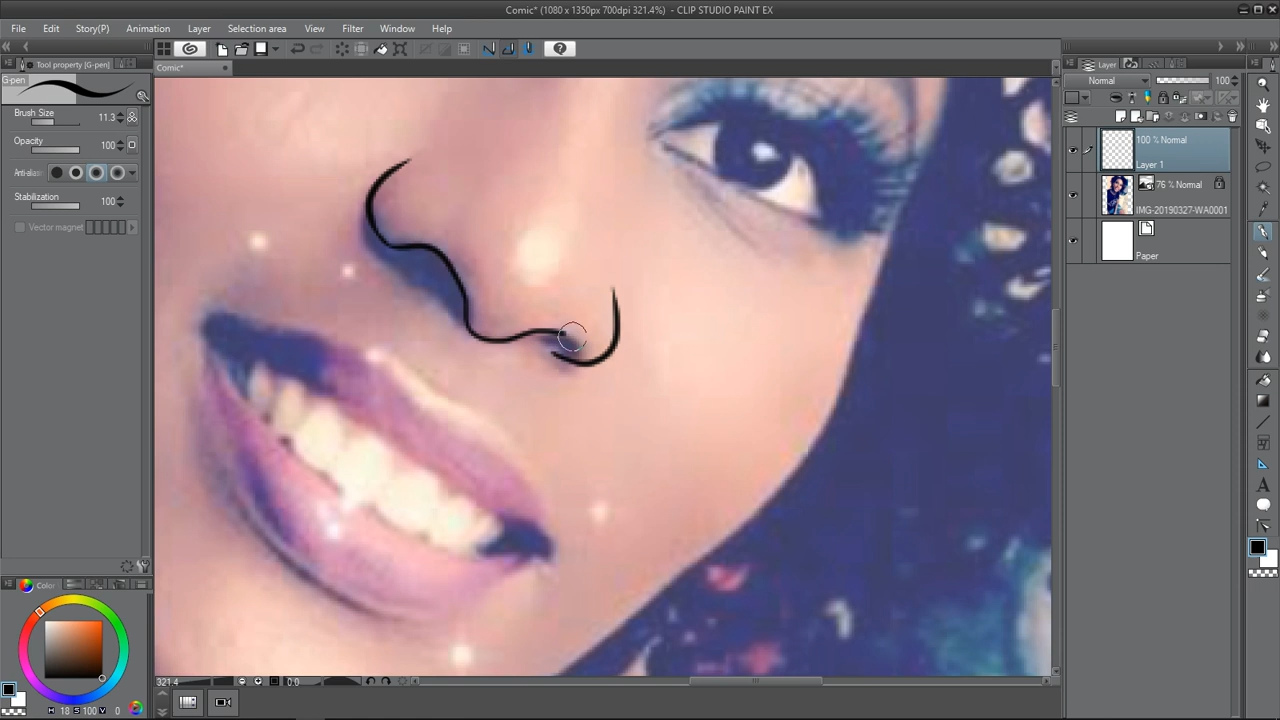 Comic* (1080 x 1350px 700dpi 321.4%) - CLIP STUDIO PAINT EX
File Edit Story(P) Animation Layer Selection area View Filter Window Help
Comic*
Tool property [G-pen]
G-pen
Brush Size 11.3
Opacity 100
Anti-alias
Stabilization 100
Vector magnet
Layer
Normal 100
100 % Normal
Layer 1
76 % Normal
IMG-20190327-WA0001
Paper
A
Color
H 18 S 100 V 0
321.4
0.0